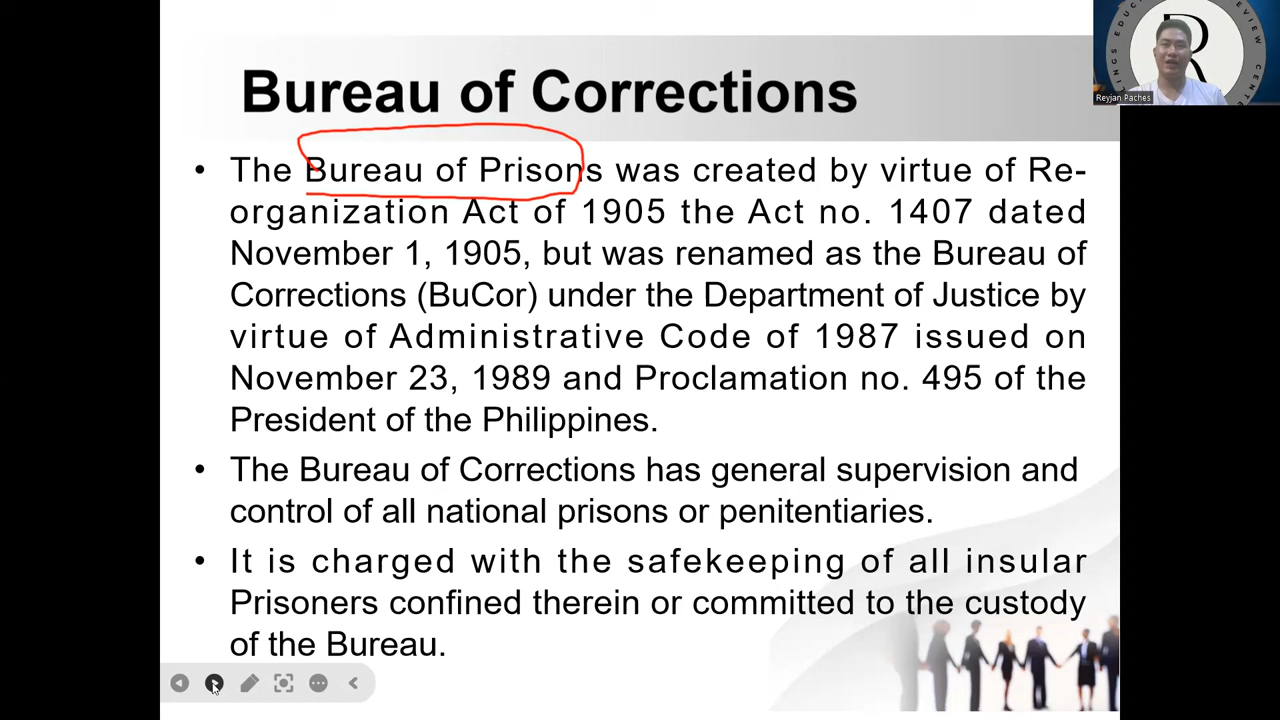 Bureau of Corrections
• The Bureau of Prisons was created by virtue of Re-
organization Act of 1905 the Act no. 1407 dated
November 1, 1905, but was renamed as the Bureau of
Corrections (BuCor) under the Department of Justice by
virtue of Administrative Code of 1987 issued on
November 23, 1989 and Proclamation no. 495 of the
President of the Philippines.
• The Bureau of Corrections has general supervision and
control of all national prisons or penitentiaries.
• It is charged with the safekeeping of all insular
Prisoners confined therein or committed to the custody
of the Bureau.
R
Reyjan Paches